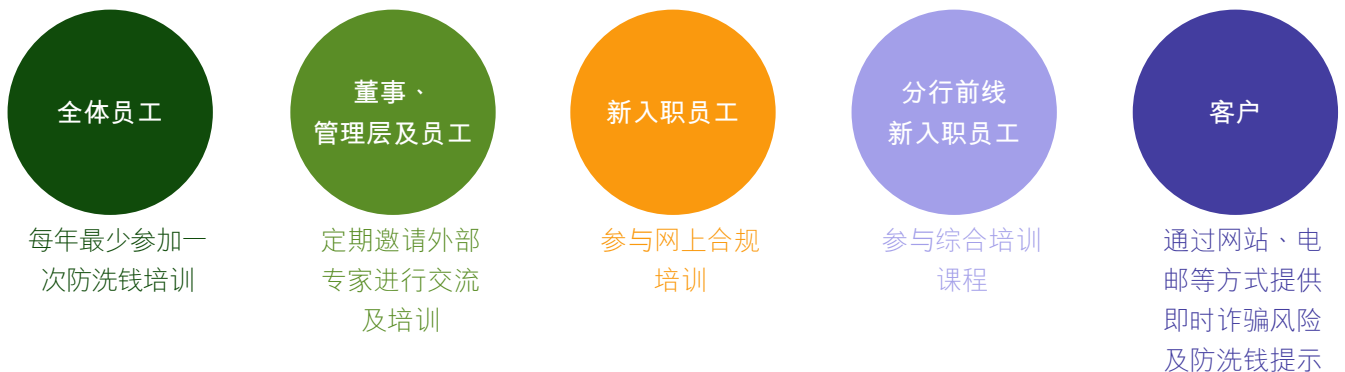 全体员工
每年最少参加一
次防洗钱培训
董事、
管理层及员工
定期邀请外部
专家进行交流
及培训
新入职员工
参与网上合规
培训
分行前线
新入职员工
参与综合培训
课程
客户
通过网站、电
邮等方式提供
即时诈骗风险
及防洗钱提示